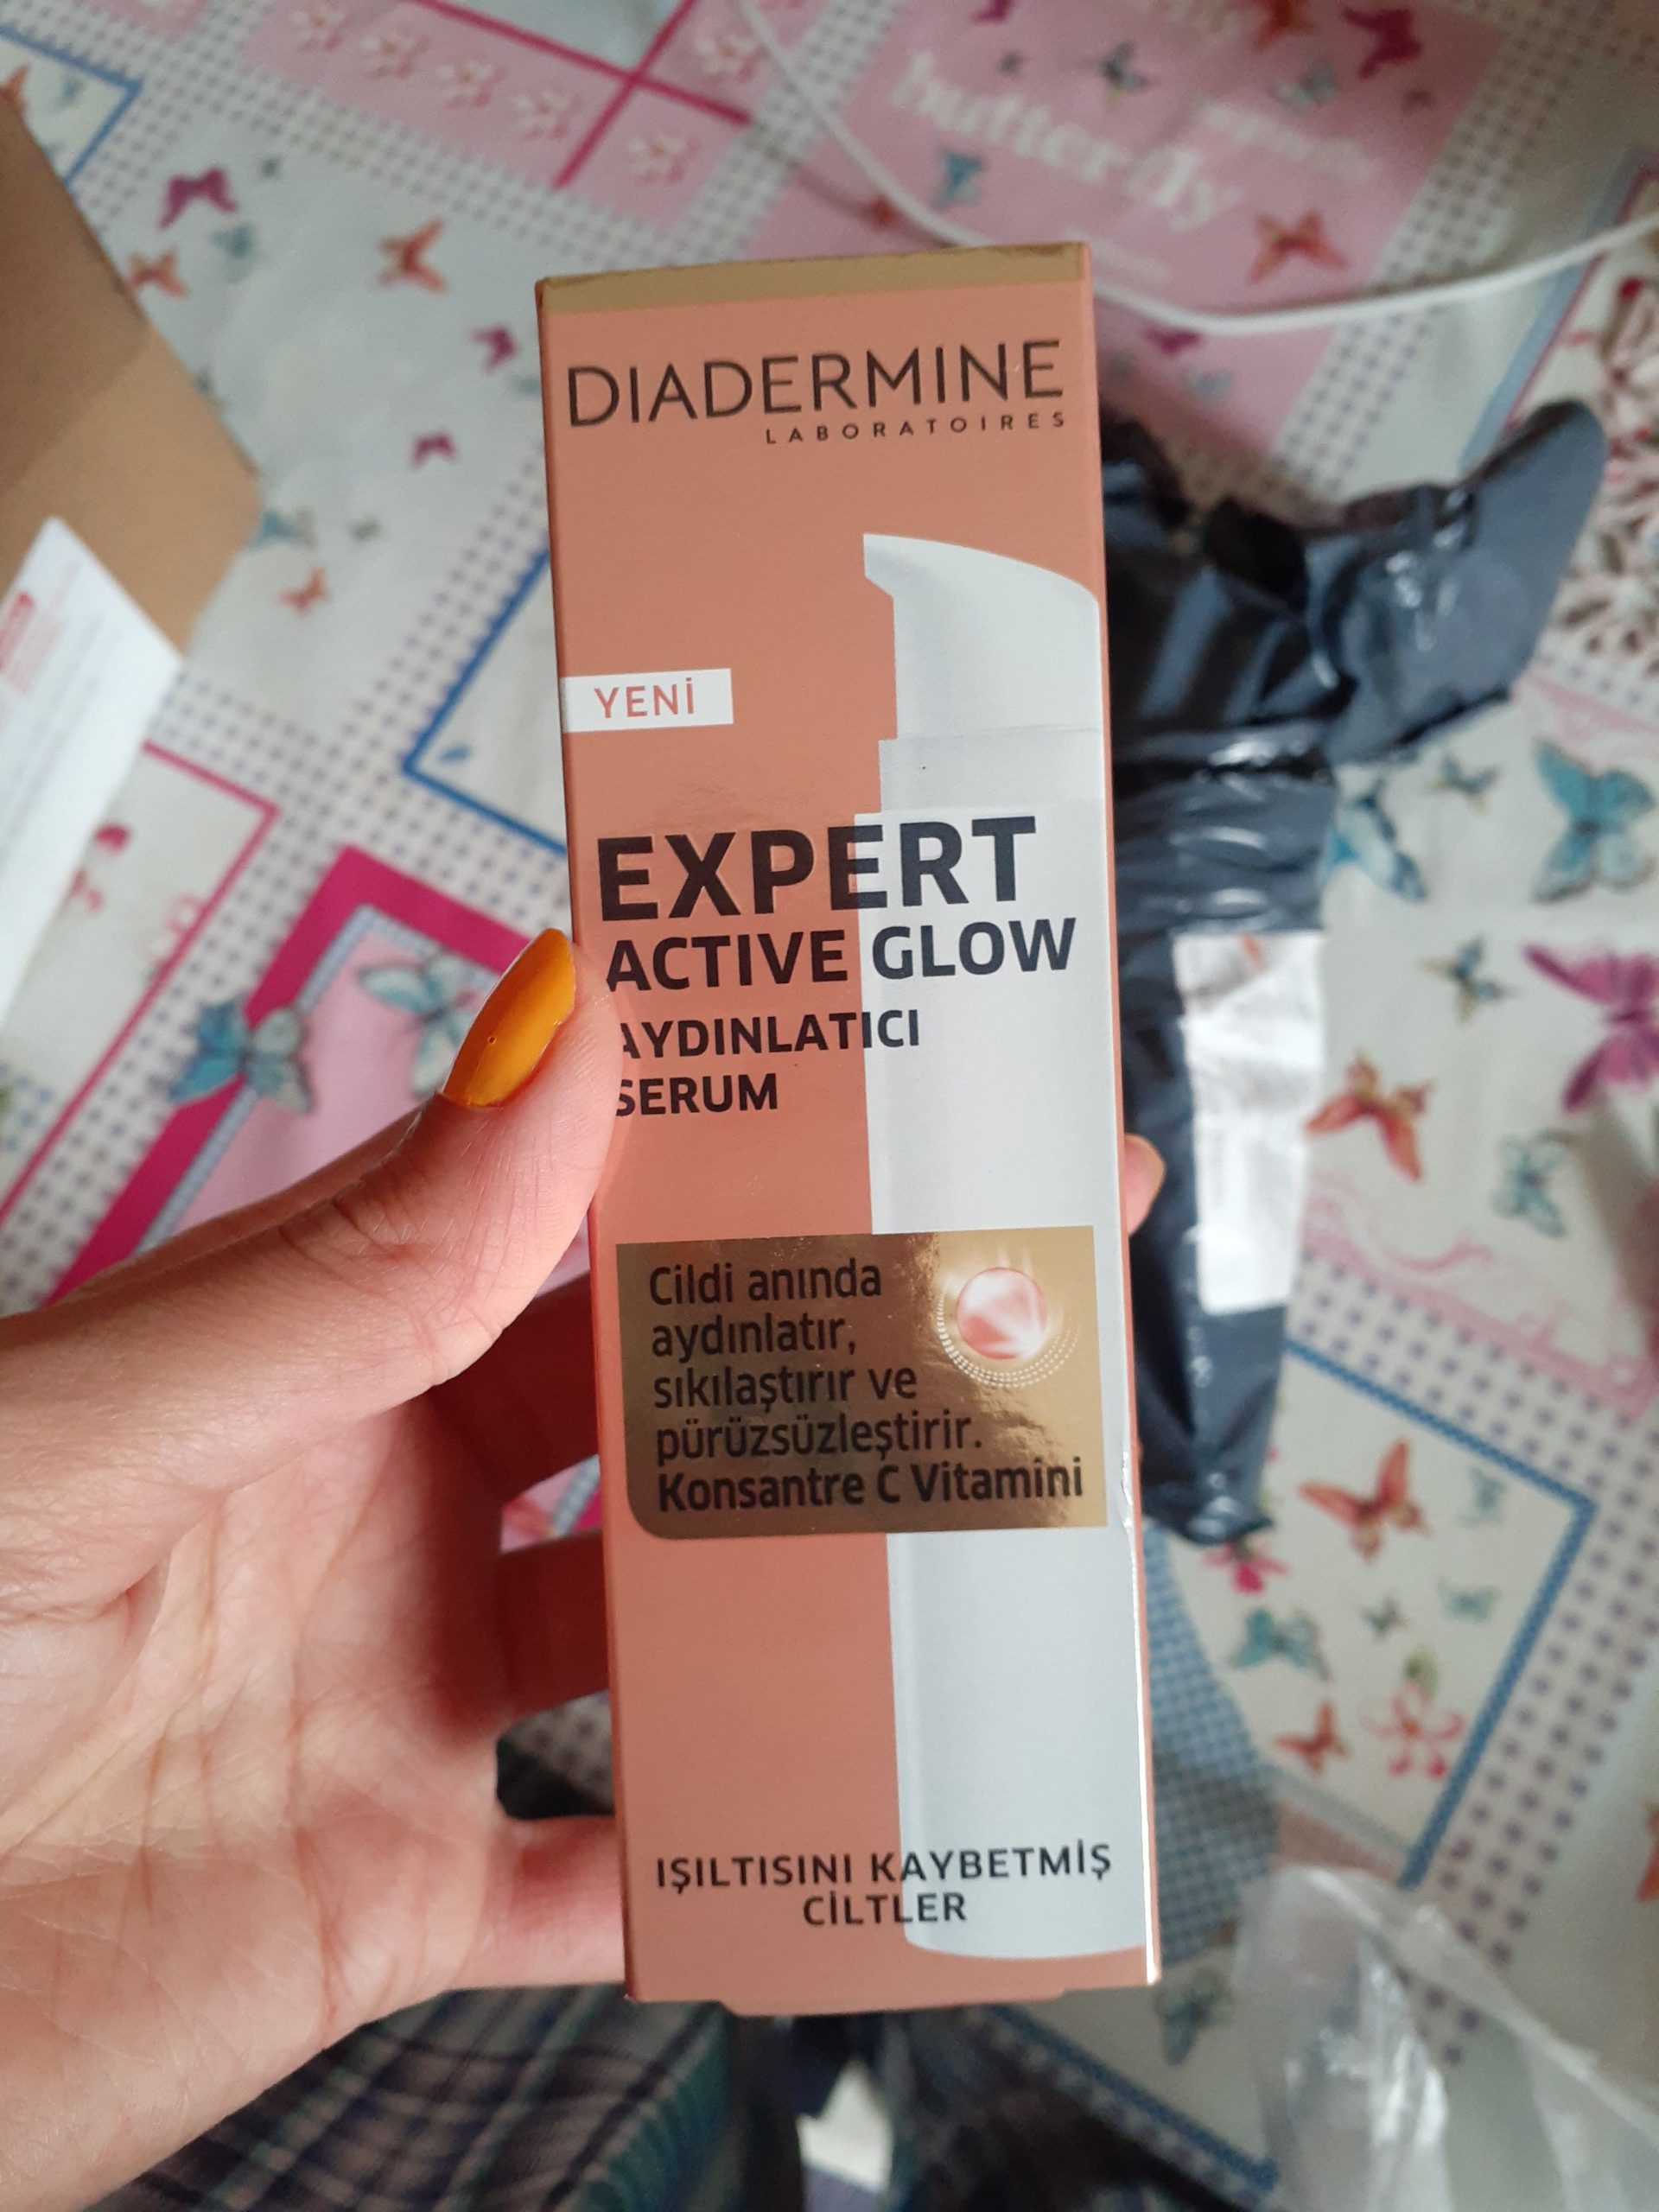 butterfly
DIADERMINE
LABORATOIRES
YENİ
EXPERT
ACTIVE GLOW
AYDINLATICI
SERUM
Cildi anında
aydınlatır,
sıkılaştırır ve
pürüzsüzleştirir.
Konsantre C Vitamini
IŞILTISINI KAYBETMİŞ
CİLTLER